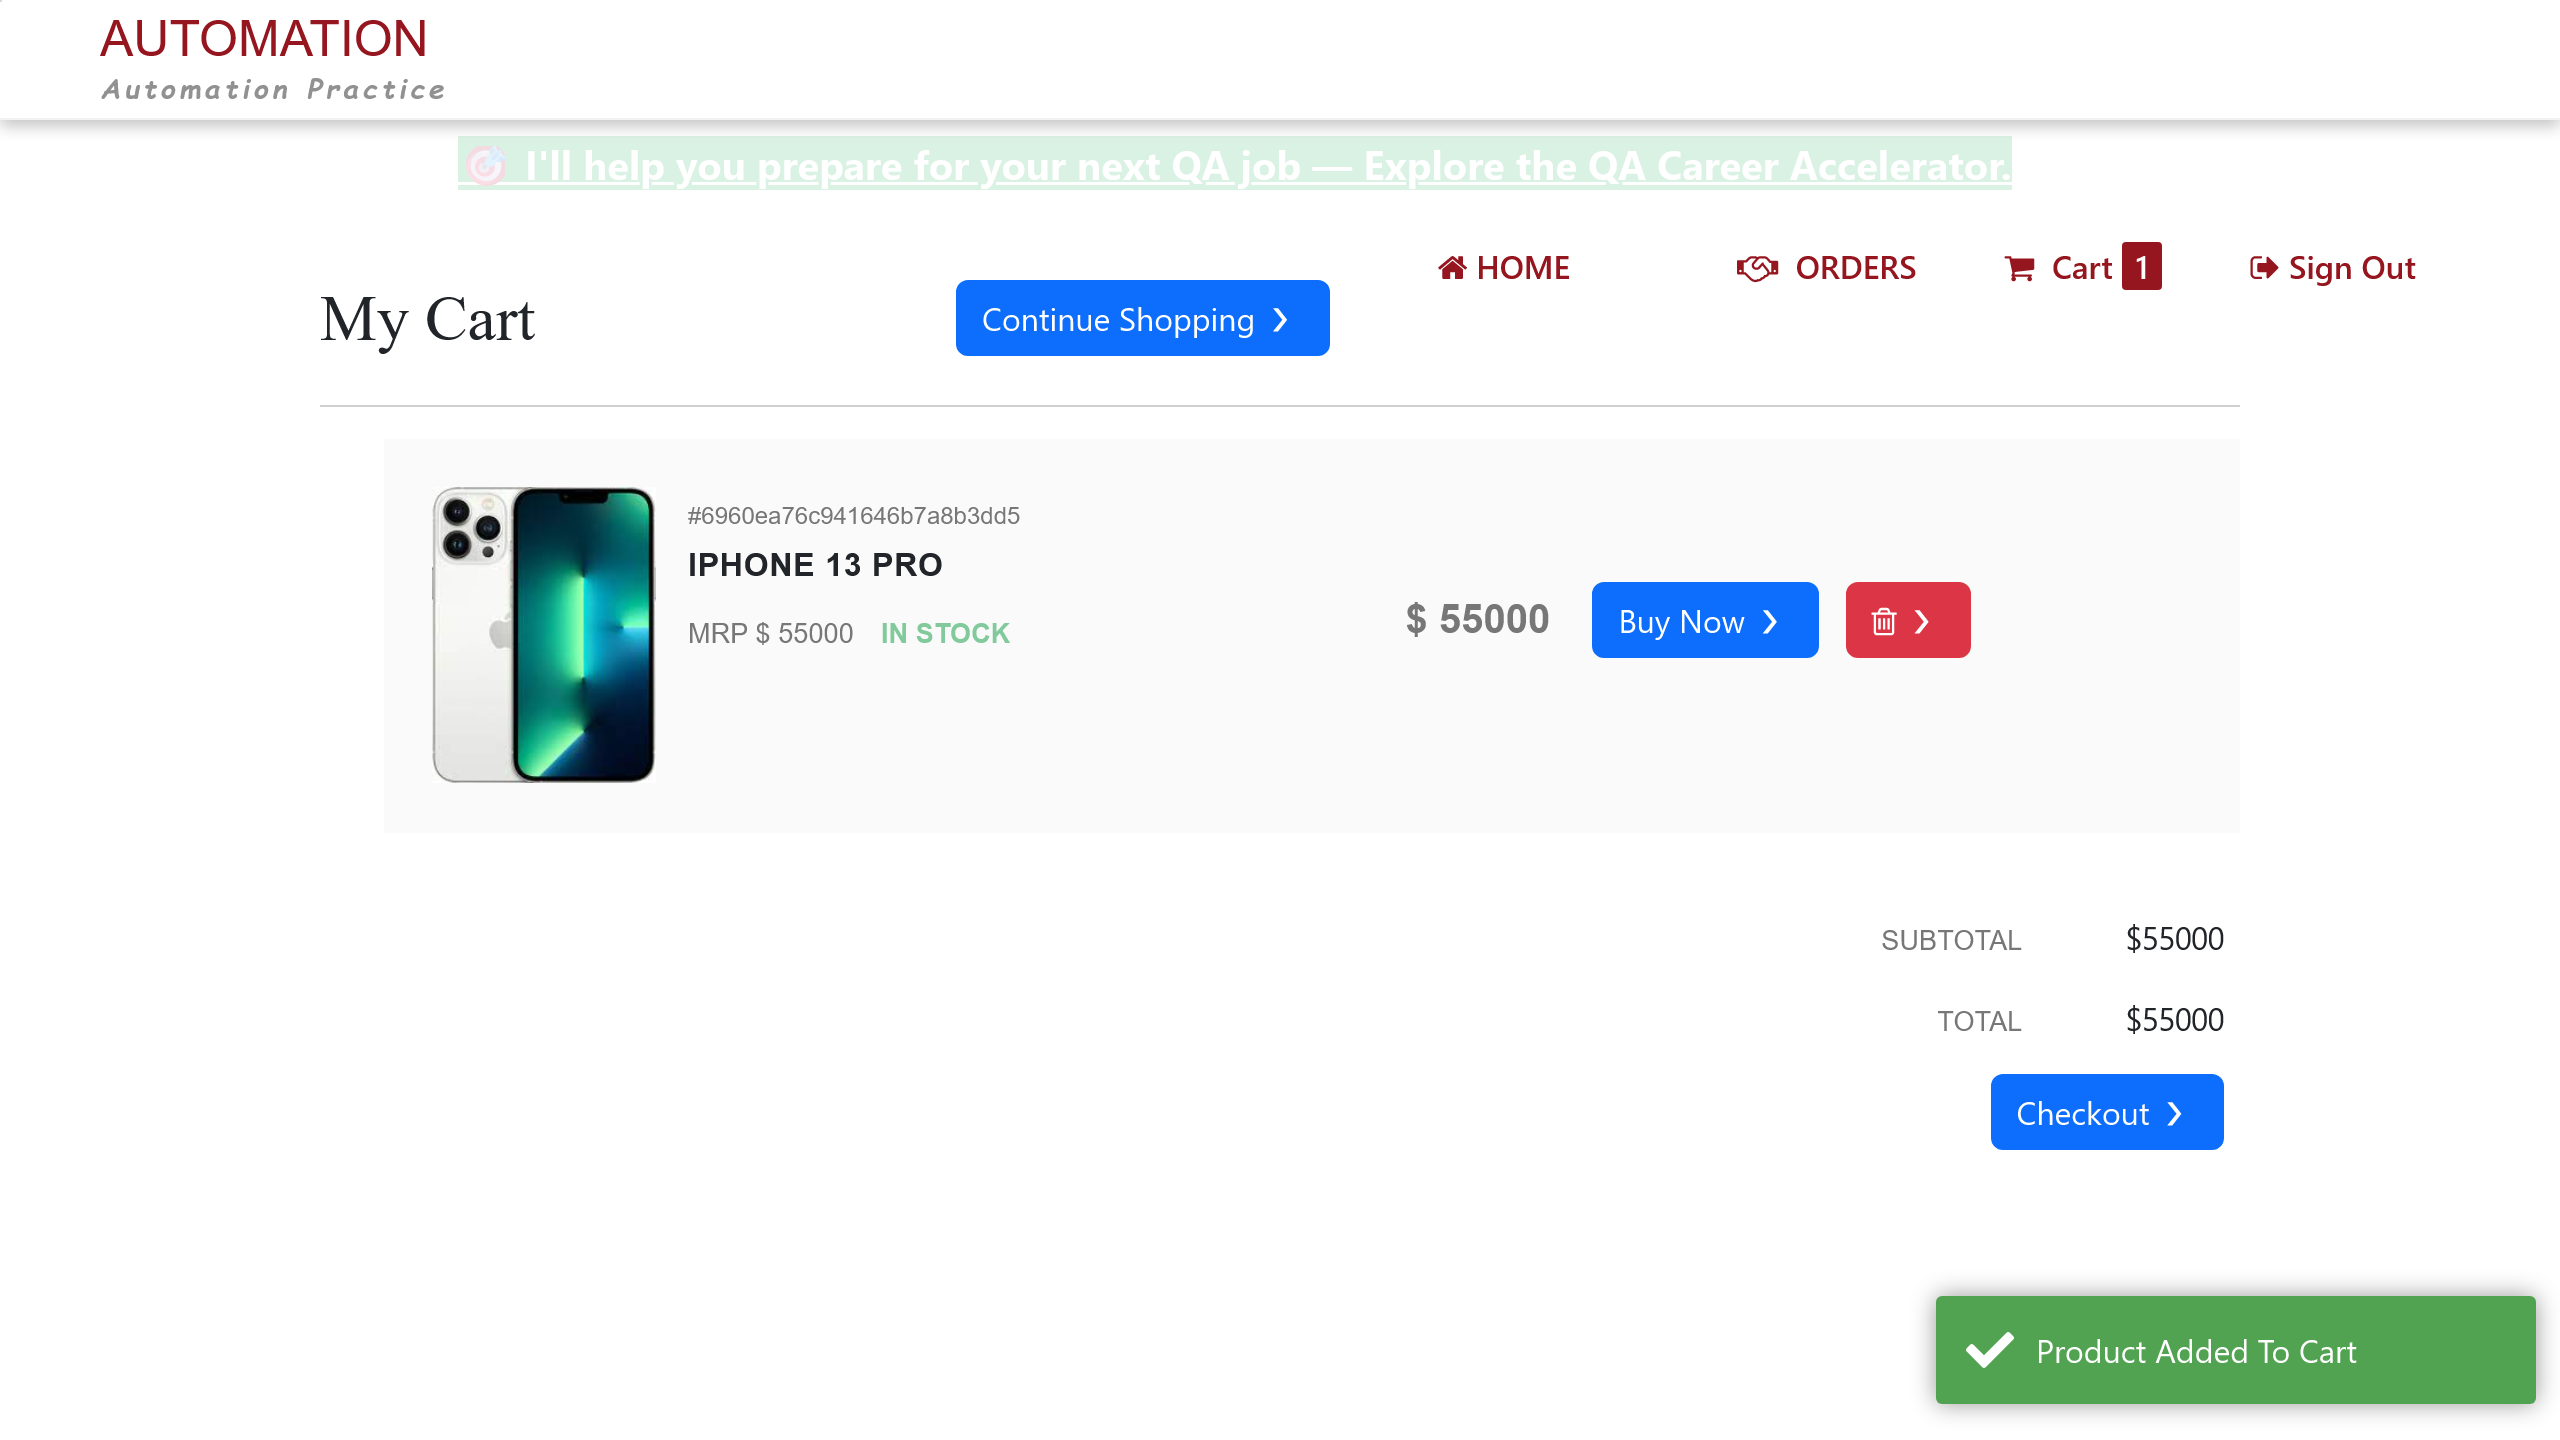 AUTOMATION
Automation Practice
🎯 I'll help you prepare for your next QA job — Explore the QA Career Accelerator.
HOME
ORDERS
Cart 1
Sign Out
My Cart
Continue Shopping ❯
#6960ea76c941646b7a8b3dd5
IPHONE 13 PRO
MRP $ 55000 IN STOCK
$ 55000
Buy Now ❯
❯
SUBTOTAL $55000
TOTAL $55000
Checkout ❯
Product Added To Cart